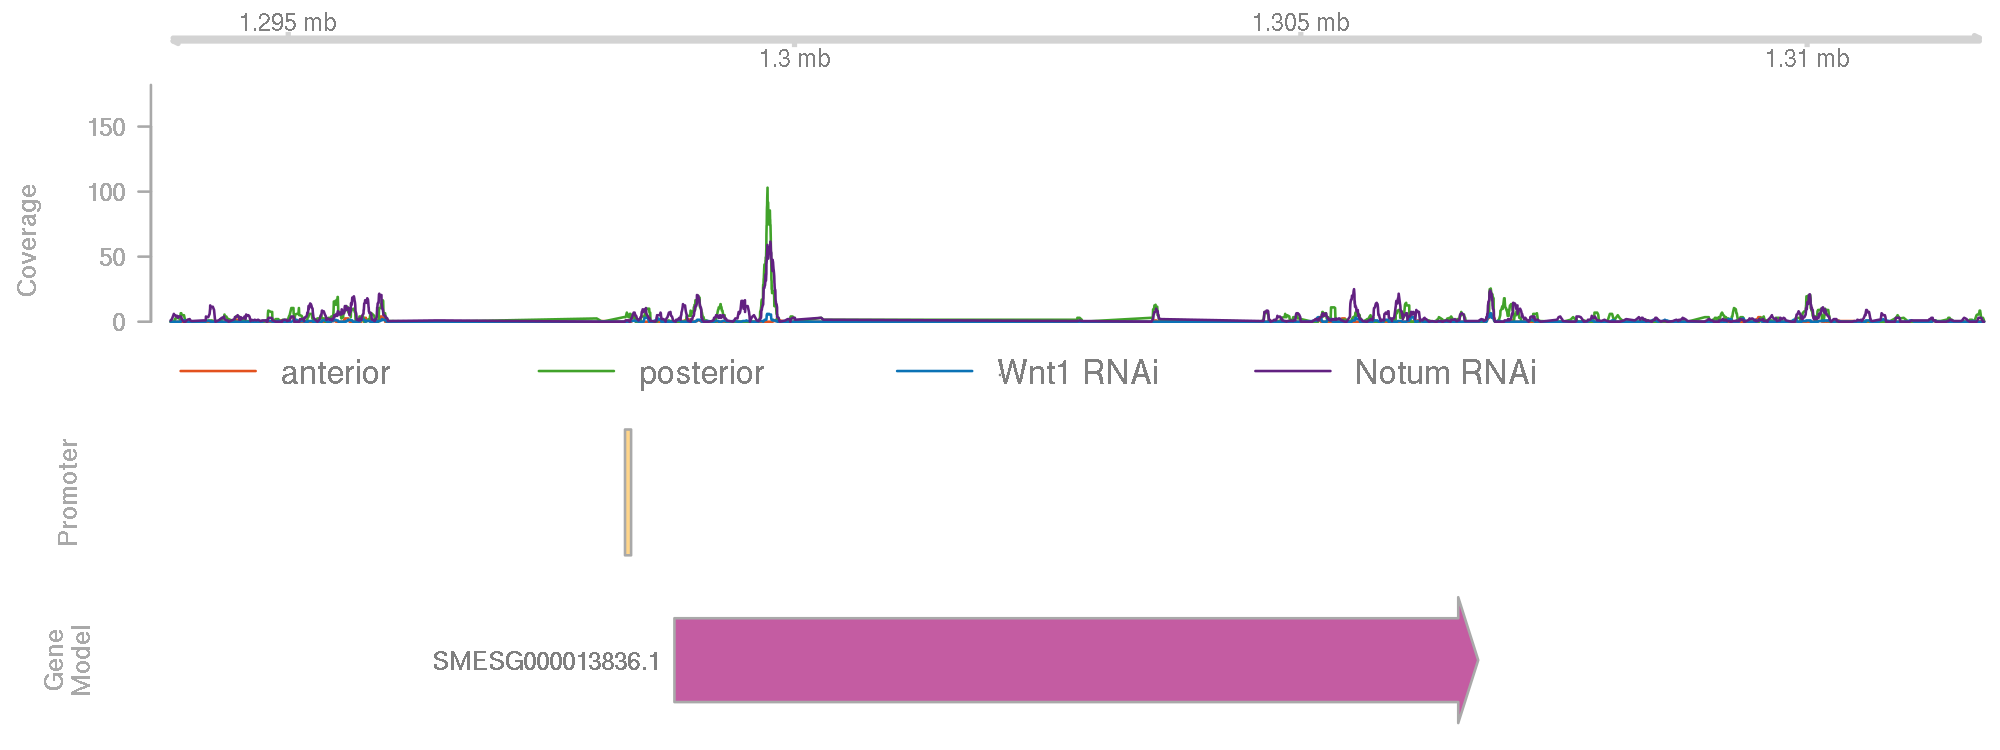 1.295 mb
1.305 mb
1.3 mb
1.31 mb
Coverage
150
100
50
0
anterior
posterior
Wnt1 RNAi
Notum RNAi
Promoter
Gene
Model
SMESG000013836.1